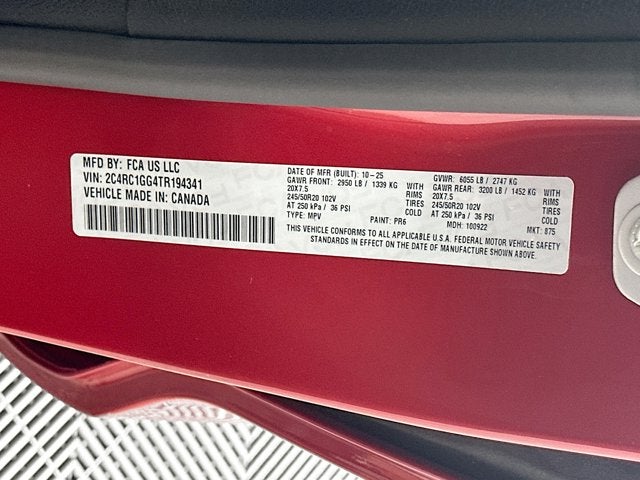 MFD BY: FCA US LLC
VIN: 2C4RC1GG4TR194341
VEHICLE MADE IN: CANADA
DATE OF MFR (BUILT): 10-25 GVWR: 6055 LB / 2747 KG
GAWR FRONT: 2950 LB / 1339 KG WITH GAWR REAR: 3200 LB / 1452 KG WITH
20X7.5 RIMS 20X7.5 RIMS
245/50R20 102V TIRES 245/50R20 102V TIRES
AT 250 kPa / 36 PSI COLD AT 250 kPa / 36 PSI COLD
TYPE: MPV PAINT: PR6 MDH: 100922 MKT: 875
THIS VEHICLE CONFORMS TO ALL APPLICABLE U.S.A. FEDERAL MOTOR VEHICLE SAFETY
STANDARDS IN EFFECT ON THE DATE OF MANUFACTURE SHOWN ABOVE.